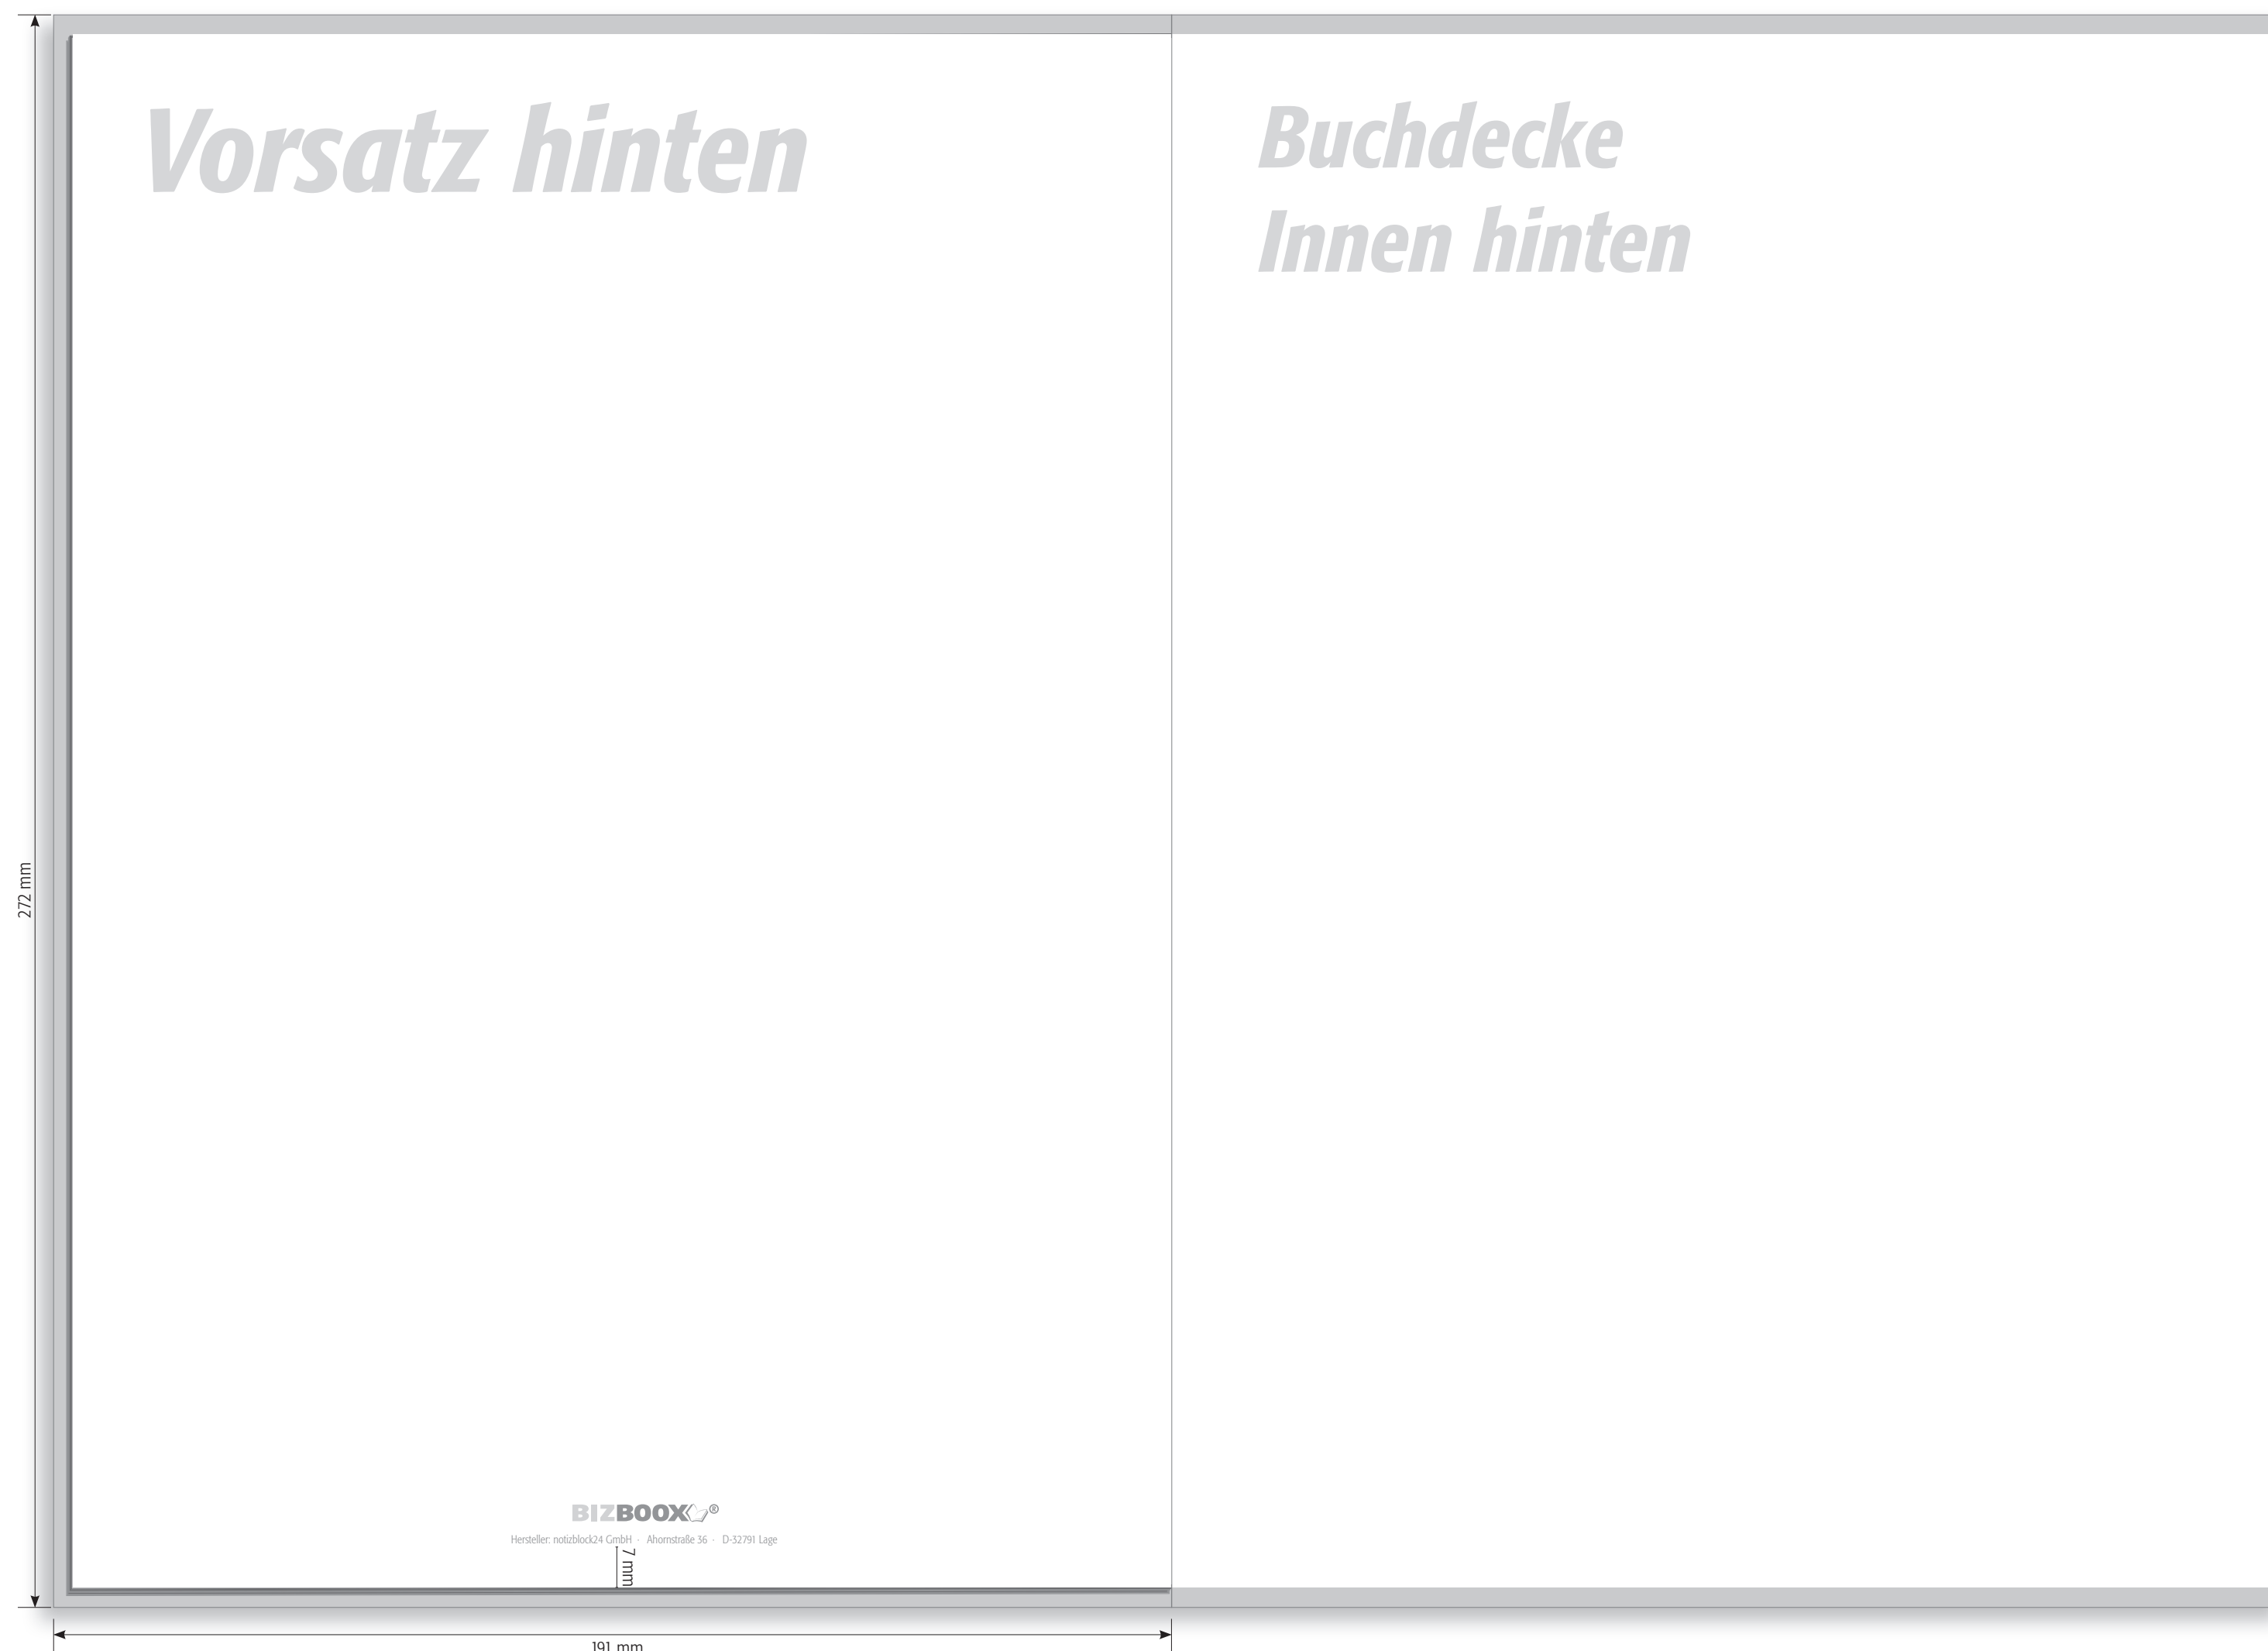 Vorsatz hinten
Buchdecke
Innen hinten
272 mm
BIZBOOX®
Hersteller: notizblock24 GmbH · Ahornstraße 36 · D-32791 Lage
7 mm
191 mm